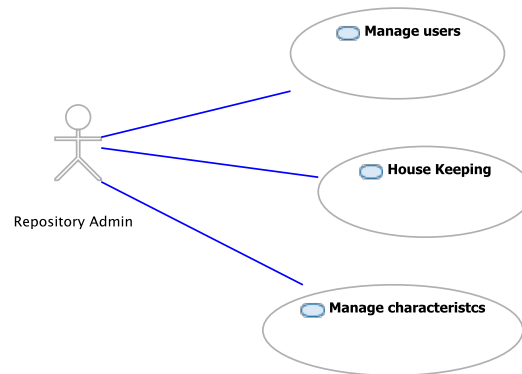 Manage users
House Keeping
Repository Admin
Manage characteristcs